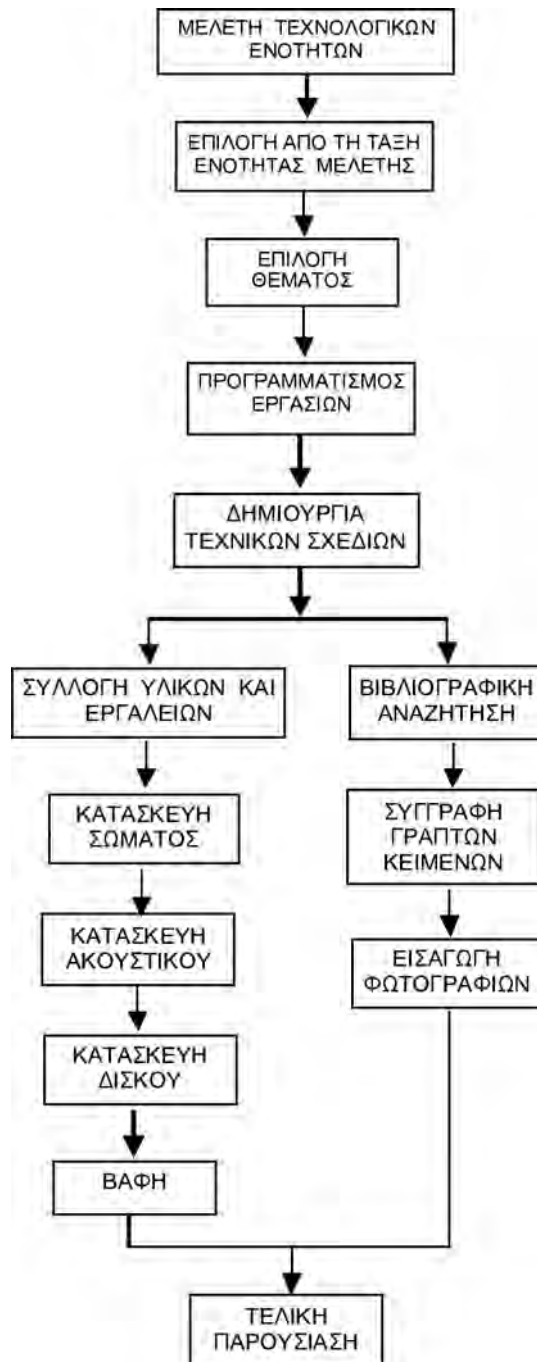 ΜΕΛΕΤΗ ΤΕΧΝΟΛΟΓΙΚΩΝ
ΕΝΟΤΗΤΩΝ
ΕΠΙΛΟΓΗ ΑΠΟ ΤΗ ΤΑΞΗ
ΕΝΟΤΗΤΑΣ ΜΕΛΕΤΗΣ
ΕΠΙΛΟΓΗ
ΘΕΜΑΤΟΣ
ΠΡΟΓΡΑΜΜΑΤΙΣΜΟΣ
ΕΡΓΑΣΙΩΝ
ΔΗΜΙΟΥΡΓΙΑ
ΤΕΧΝΙΚΩΝ ΣΧΕΔΙΩΝ
ΣΥΛΛΟΓΗ ΥΛΙΚΩΝ ΚΑΙ
ΕΡΓΑΛΕΙΩΝ
ΚΑΤΑΣΚΕΥΗ
ΣΩΜΑΤΟΣ
ΚΑΤΑΣΚΕΥΗ
ΑΚΟΥΣΤΙΚΟΥ
ΚΑΤΑΣΚΕΥΗ
ΔΙΣΚΟΥ
ΒΑΦΗ
ΒΙΒΛΙΟΓΡΑΦΙΚΗ
ΑΝΑΖΗΤΗΣΗ
ΣΥΓΓΡΑΦΗ
ΓΡΑΠΤΩΝ
ΚΕΙΜΕΝΩΝ
ΕΙΣΑΓΩΓΗ
ΦΩΤΟΓΡΑΦΙΩΝ
ΤΕΛΙΚΗ
ΠΑΡΟΥΣΙΑΣΗ